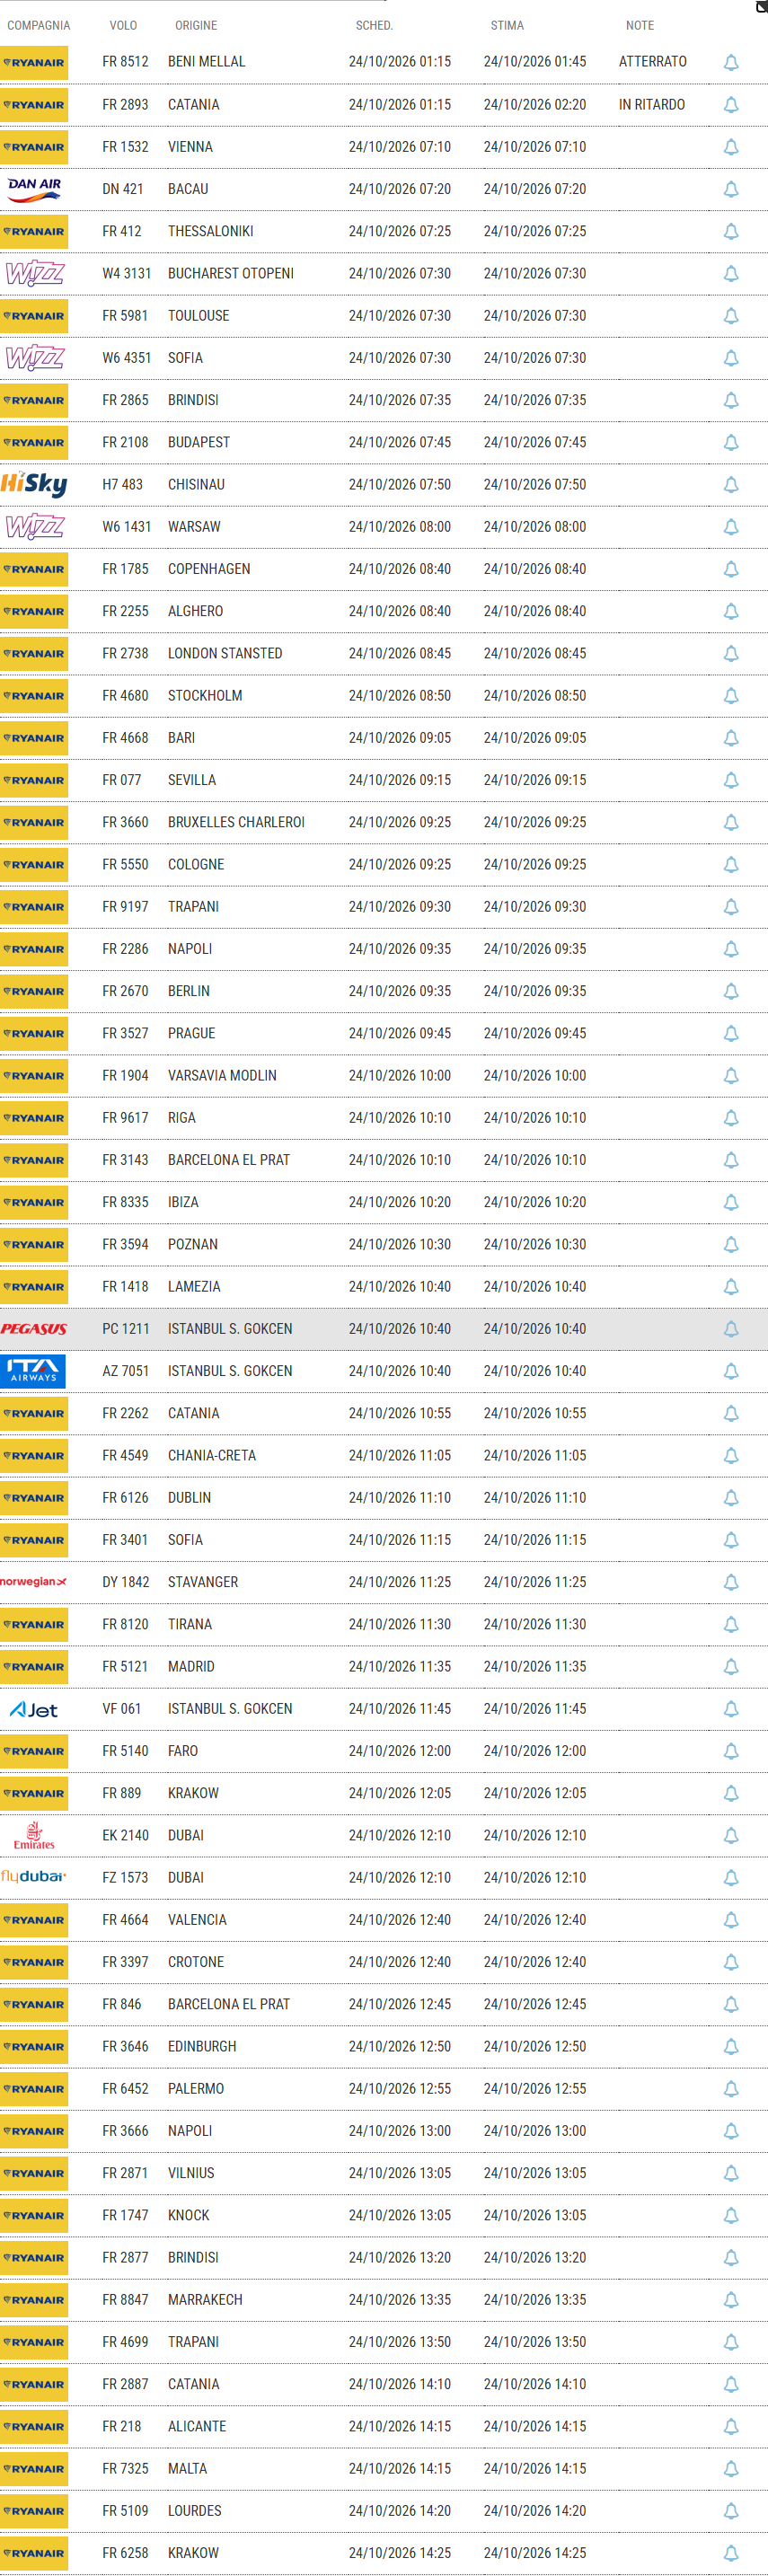 COMPAGNIA VOLO ORIGINE SCHED. STIMA NOTE
RYANAIR FR 8512 BENI MELLAL 24/10/2026 01:15 24/10/2026 01:45 ATTERRATO
RYANAIR FR 2893 CATANIA 24/10/2026 01:15 24/10/2026 02:20 IN RITARDO
RYANAIR FR 1532 VIENNA 24/10/2026 07:10 24/10/2026 07:10
DAN AIR DN 421 BACAU 24/10/2026 07:20 24/10/2026 07:20
RYANAIR FR 412 THESSALONIKI 24/10/2026 07:25 24/10/2026 07:25
WIZZ W4 3131 BUCHAREST OTOPENI 24/10/2026 07:30 24/10/2026 07:30
RYANAIR FR 5981 TOULOUSE 24/10/2026 07:30 24/10/2026 07:30
WIZZ W6 4351 SOFIA 24/10/2026 07:30 24/10/2026 07:30
RYANAIR FR 2865 BRINDISI 24/10/2026 07:35 24/10/2026 07:35
RYANAIR FR 2108 BUDAPEST 24/10/2026 07:45 24/10/2026 07:45
HiSky H7 483 CHISINAU 24/10/2026 07:50 24/10/2026 07:50
WIZZ W6 1431 WARSAW 24/10/2026 08:00 24/10/2026 08:00
RYANAIR FR 1785 COPENHAGEN 24/10/2026 08:40 24/10/2026 08:40
RYANAIR FR 2255 ALGHERO 24/10/2026 08:40 24/10/2026 08:40
RYANAIR FR 2738 LONDON STANSTED 24/10/2026 08:45 24/10/2026 08:45
RYANAIR FR 4680 STOCKHOLM 24/10/2026 08:50 24/10/2026 08:50
RYANAIR FR 4668 BARI 24/10/2026 09:05 24/10/2026 09:05
RYANAIR FR 077 SEVILLA 24/10/2026 09:15 24/10/2026 09:15
RYANAIR FR 3660 BRUXELLES CHARLEROI 24/10/2026 09:25 24/10/2026 09:25
RYANAIR FR 5550 COLOGNE 24/10/2026 09:25 24/10/2026 09:25
RYANAIR FR 9197 TRAPANI 24/10/2026 09:30 24/10/2026 09:30
RYANAIR FR 2286 NAPOLI 24/10/2026 09:35 24/10/2026 09:35
RYANAIR FR 2670 BERLIN 24/10/2026 09:35 24/10/2026 09:35
RYANAIR FR 3527 PRAGUE 24/10/2026 09:45 24/10/2026 09:45
RYANAIR FR 1904 VARSAVIA MODLIN 24/10/2026 10:00 24/10/2026 10:00
RYANAIR FR 9617 RIGA 24/10/2026 10:10 24/10/2026 10:10
RYANAIR FR 3143 BARCELONA EL PRAT 24/10/2026 10:10 24/10/2026 10:10
RYANAIR FR 8335 IBIZA 24/10/2026 10:20 24/10/2026 10:20
RYANAIR FR 3594 POZNAN 24/10/2026 10:30 24/10/2026 10:30
RYANAIR FR 1418 LAMEZIA 24/10/2026 10:40 24/10/2026 10:40
PEGASUS PC 1211 ISTANBUL S. GOKCEN 24/10/2026 10:40 24/10/2026 10:40
ITA AIRWAYS AZ 7051 ISTANBUL S. GOKCEN 24/10/2026 10:40 24/10/2026 10:40
RYANAIR FR 2262 CATANIA 24/10/2026 10:55 24/10/2026 10:55
RYANAIR FR 4549 CHANIA-CRETA 24/10/2026 11:05 24/10/2026 11:05
RYANAIR FR 6126 DUBLIN 24/10/2026 11:10 24/10/2026 11:10
RYANAIR FR 3401 SOFIA 24/10/2026 11:15 24/10/2026 11:15
norwegian DY 1842 STAVANGER 24/10/2026 11:25 24/10/2026 11:25
RYANAIR FR 8120 TIRANA 24/10/2026 11:30 24/10/2026 11:30
RYANAIR FR 5121 MADRID 24/10/2026 11:35 24/10/2026 11:35
AJet VF 061 ISTANBUL S. GOKCEN 24/10/2026 11:45 24/10/2026 11:45
RYANAIR FR 5140 FARO 24/10/2026 12:00 24/10/2026 12:00
RYANAIR FR 889 KRAKOW 24/10/2026 12:05 24/10/2026 12:05
Emirates EK 2140 DUBAI 24/10/2026 12:10 24/10/2026 12:10
flydubai FZ 1573 DUBAI 24/10/2026 12:10 24/10/2026 12:10
RYANAIR FR 4664 VALENCIA 24/10/2026 12:40 24/10/2026 12:40
RYANAIR FR 3397 CROTONE 24/10/2026 12:40 24/10/2026 12:40
RYANAIR FR 846 BARCELONA EL PRAT 24/10/2026 12:45 24/10/2026 12:45
RYANAIR FR 3646 EDINBURGH 24/10/2026 12:50 24/10/2026 12:50
RYANAIR FR 6452 PALERMO 24/10/2026 12:55 24/10/2026 12:55
RYANAIR FR 3666 NAPOLI 24/10/2026 13:00 24/10/2026 13:00
RYANAIR FR 2871 VILNIUS 24/10/2026 13:05 24/10/2026 13:05
RYANAIR FR 1747 KNOCK 24/10/2026 13:05 24/10/2026 13:05
RYANAIR FR 2877 BRINDISI 24/10/2026 13:20 24/10/2026 13:20
RYANAIR FR 8847 MARRAKECH 24/10/2026 13:35 24/10/2026 13:35
RYANAIR FR 4699 TRAPANI 24/10/2026 13:50 24/10/2026 13:50
RYANAIR FR 2887 CATANIA 24/10/2026 14:10 24/10/2026 14:10
RYANAIR FR 218 ALICANTE 24/10/2026 14:15 24/10/2026 14:15
RYANAIR FR 7325 MALTA 24/10/2026 14:15 24/10/2026 14:15
RYANAIR FR 5109 LOURDES 24/10/2026 14:20 24/10/2026 14:20
RYANAIR FR 6258 KRAKOW 24/10/2026 14:25 24/10/2026 14:25